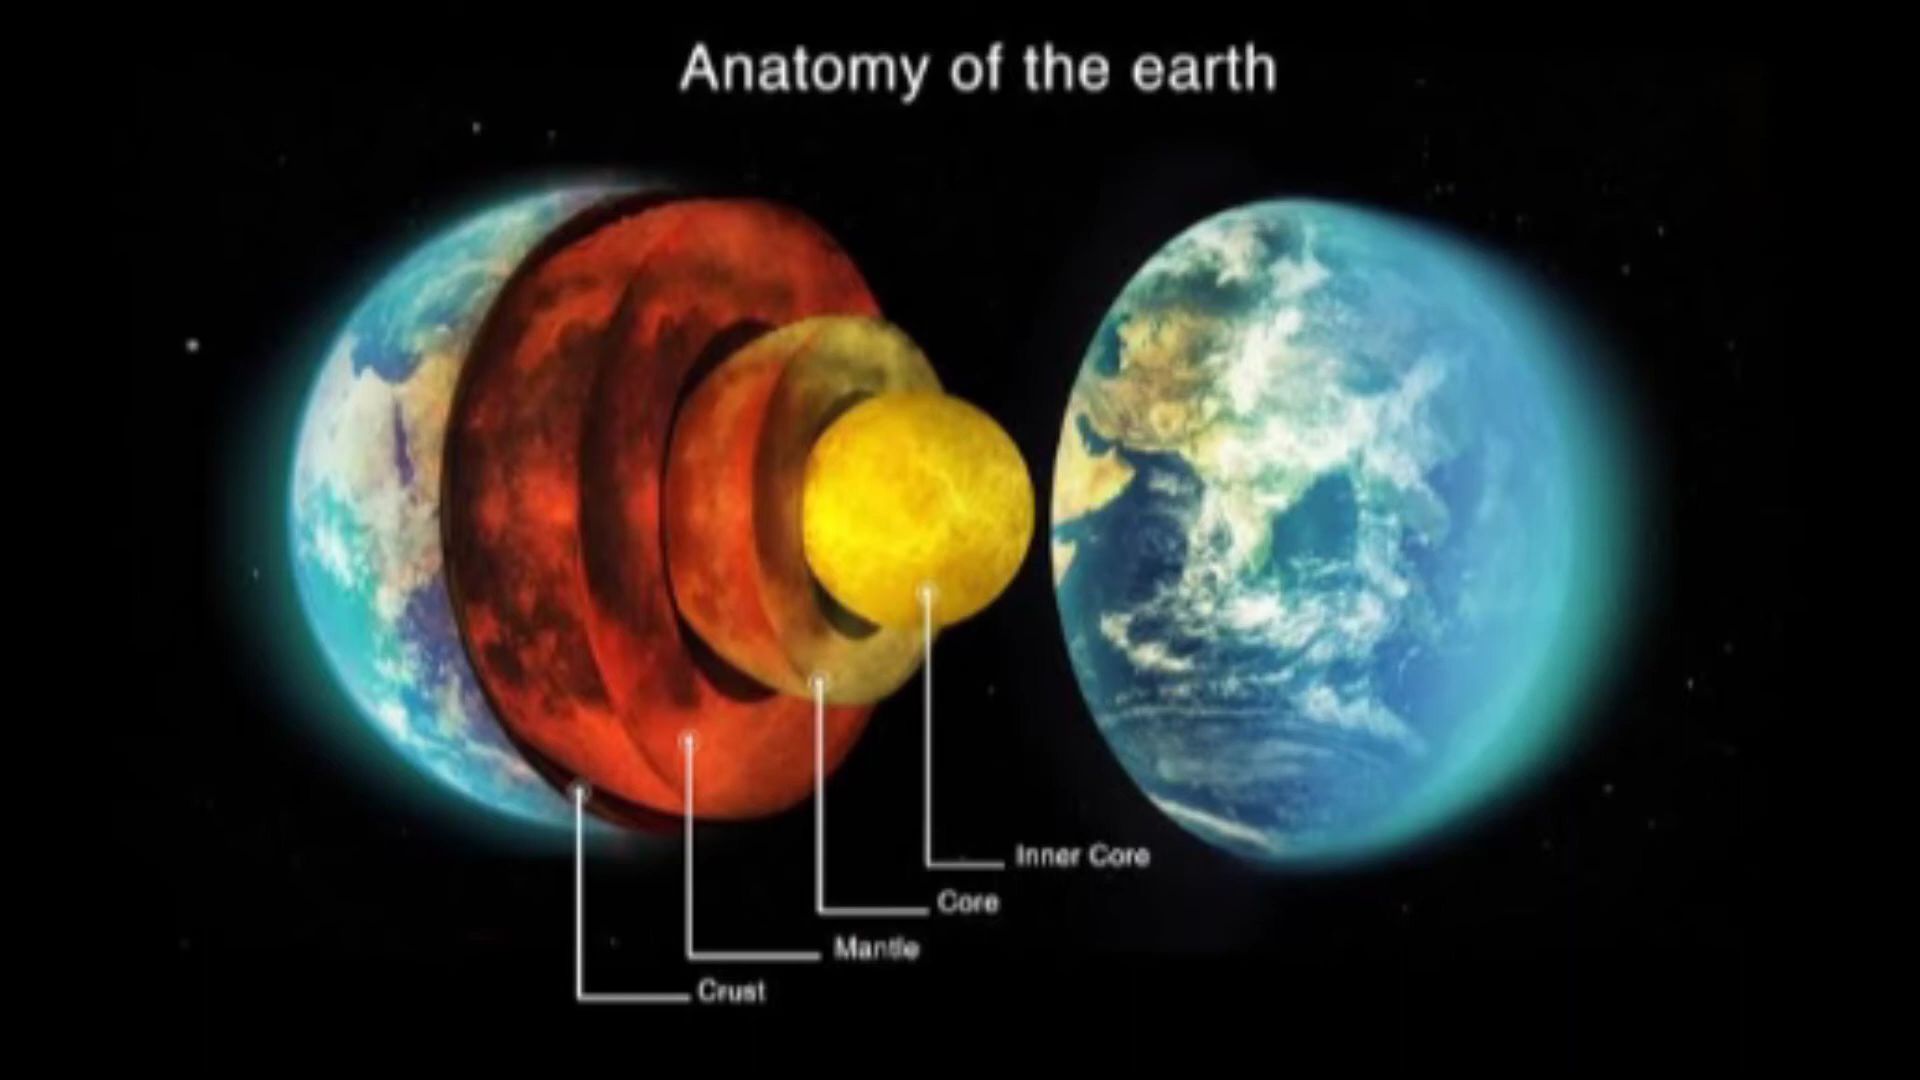 Anatomy of the earth
Inner Core
Core
Mantle
Crust